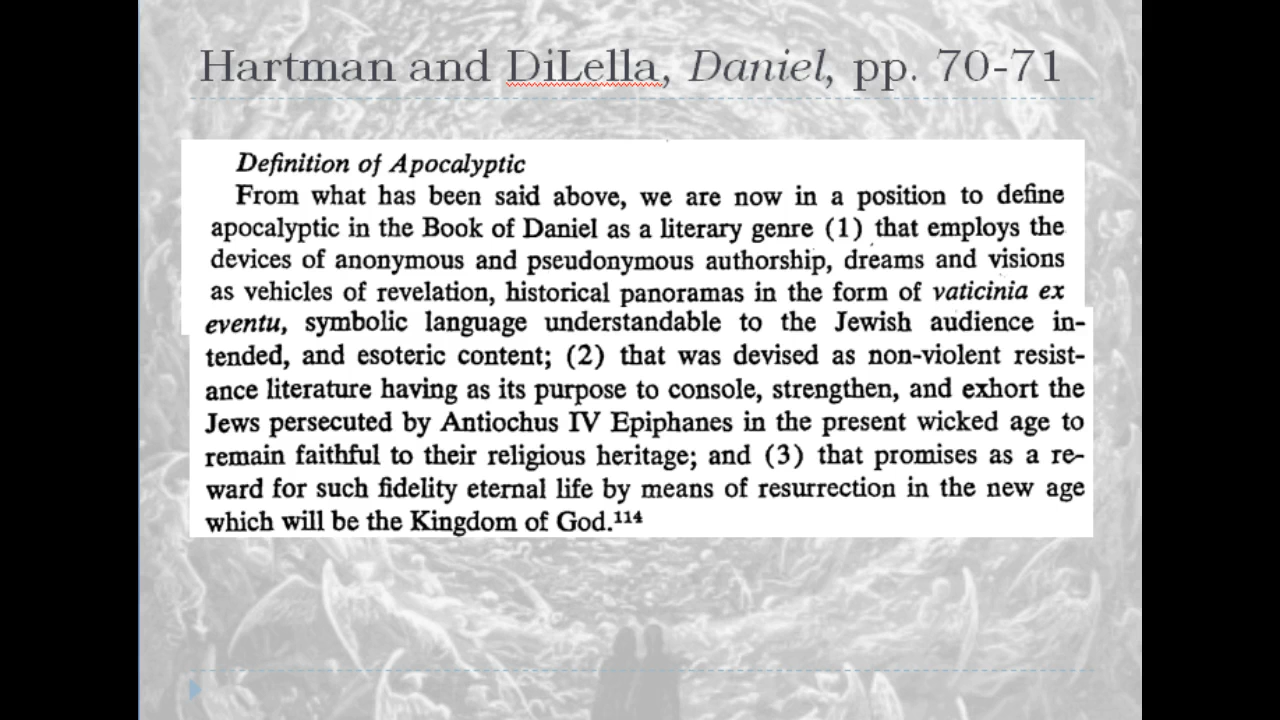 Hartman and DiLella, Daniel, pp. 70-71
Definition of Apocalyptic
From what has been said above, we are now in a position to define
apocalyptic in the Book of Daniel as a literary genre (1) that employs the
devices of anonymous and pseudonymous authorship, dreams and visions
as vehicles of revelation, historical panoramas in the form of vaticinia ex
eventu, symbolic language understandable to the Jewish audience in-
tended, and esoteric content; (2) that was devised as non-violent resist-
ance literature having as its purpose to console, strengthen, and exhort the
Jews persecuted by Antiochus IV Epiphanes in the present wicked age to
remain faithful to their religious heritage; and (3) that promises as a re-
ward for such fidelity eternal life by means of resurrection in the new age
which will be the Kingdom of God.¹¹⁴